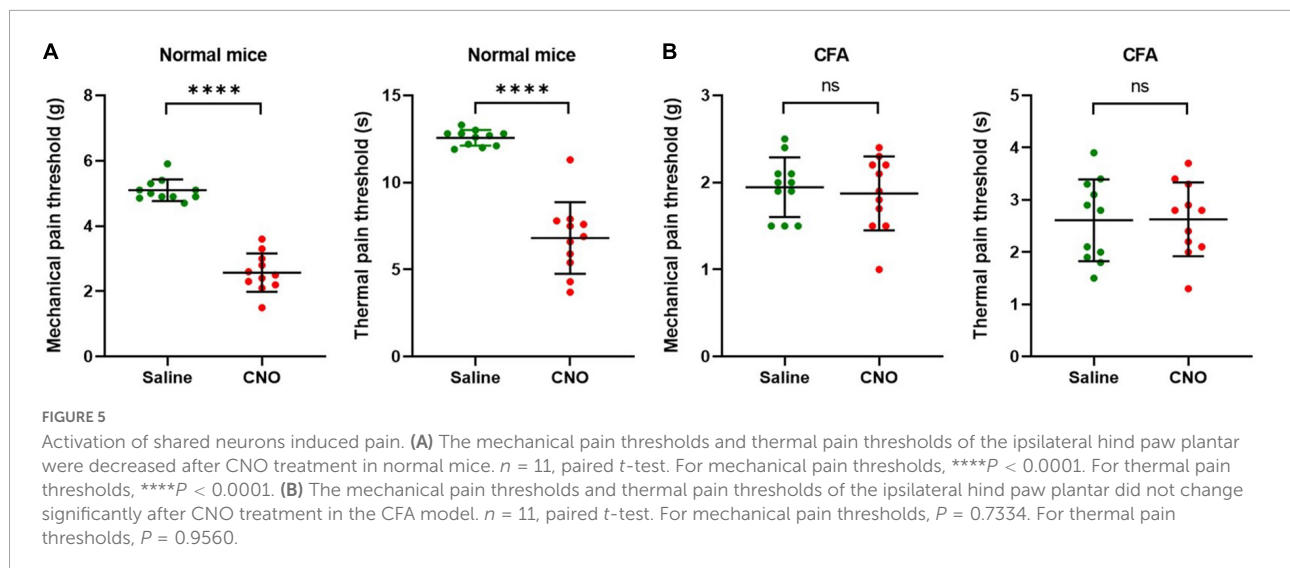 A
Normal mice
****
Mechanical pain threshold (g)
8
6
4
2
0
Saline
CNO
Normal mice
****
Thermal pain threshold (s)
15
10
5
0
Saline
CNO
B
CFA
ns
Mechanical pain threshold (g)
3
2
1
0
Saline
CNO
CFA
ns
Thermal pain threshold (s)
5
4
3
2
1
0
Saline
CNO
FIGURE 5
Activation of shared neurons induced pain. (A) The mechanical pain thresholds and thermal pain thresholds of the ipsilateral hind paw plantar
were decreased after CNO treatment in normal mice. n = 11, paired t-test. For mechanical pain thresholds, ****P < 0.0001. For thermal pain
thresholds, ****P < 0.0001. (B) The mechanical pain thresholds and thermal pain thresholds of the ipsilateral hind paw plantar did not change
significantly after CNO treatment in the CFA model. n = 11, paired t-test. For mechanical pain thresholds, P = 0.7334. For thermal pain
thresholds, P = 0.9560.